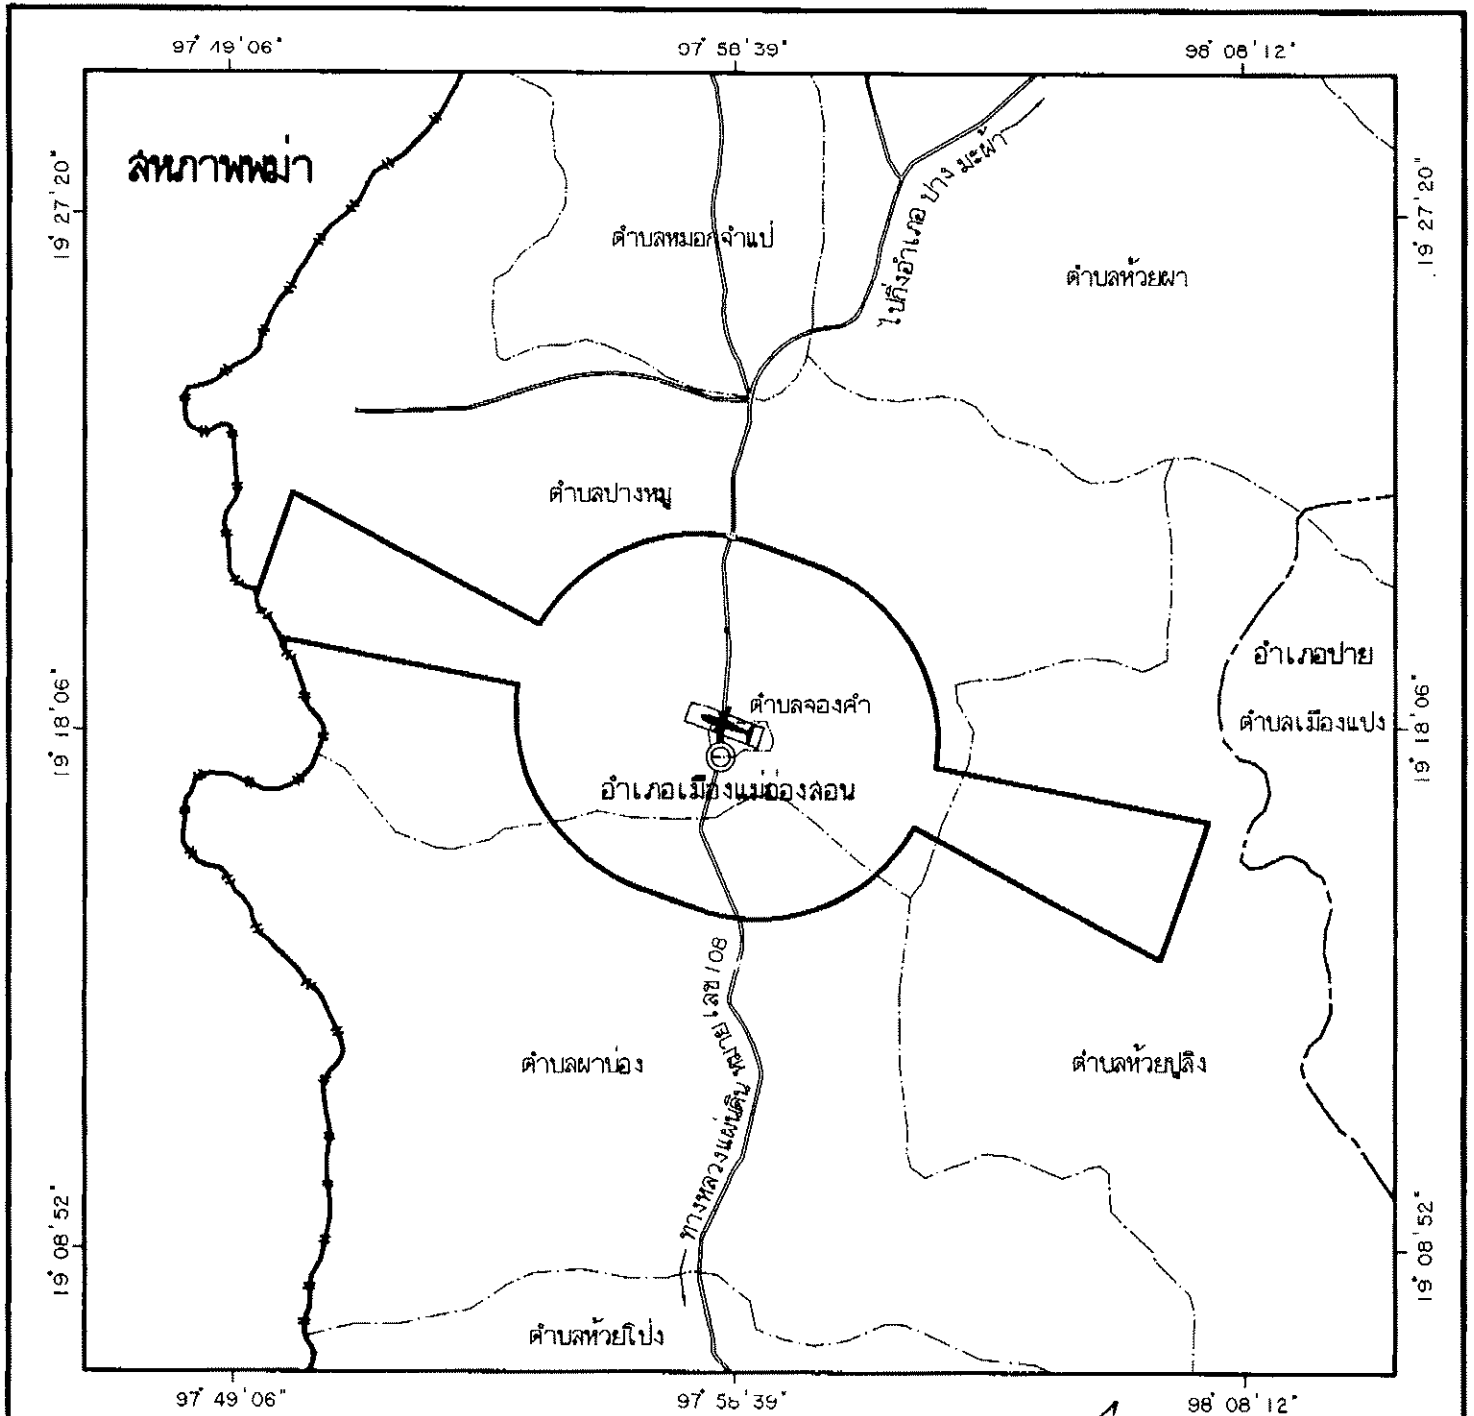 97° 49'06" 97° 58'39" 98° 08'12"
สหภาพพม่า
19° 27'20" 19° 27'20"
ไปกิ่งอำเภอ ปาง มะผ้า
ตำบลหมอกจำแป่
ตำบลห้วยผา
ตำบลปางหมู
อำเภอปาย
ตำบลจองคำ
ตำบลเมืองแปง
19° 18'06" 19° 18'06"
อำเภอเมืองแม่ฮ่องสอน
ทางหลวงแผ่นดิน หมายเลข 108
ตำบลผาบ่อง
ตำบลห้วยปูลิง
19° 08'52" 19° 08'52"
ตำบลห้วยโป่ง
97° 49'06" 97° 58'39" 98° 08'12"